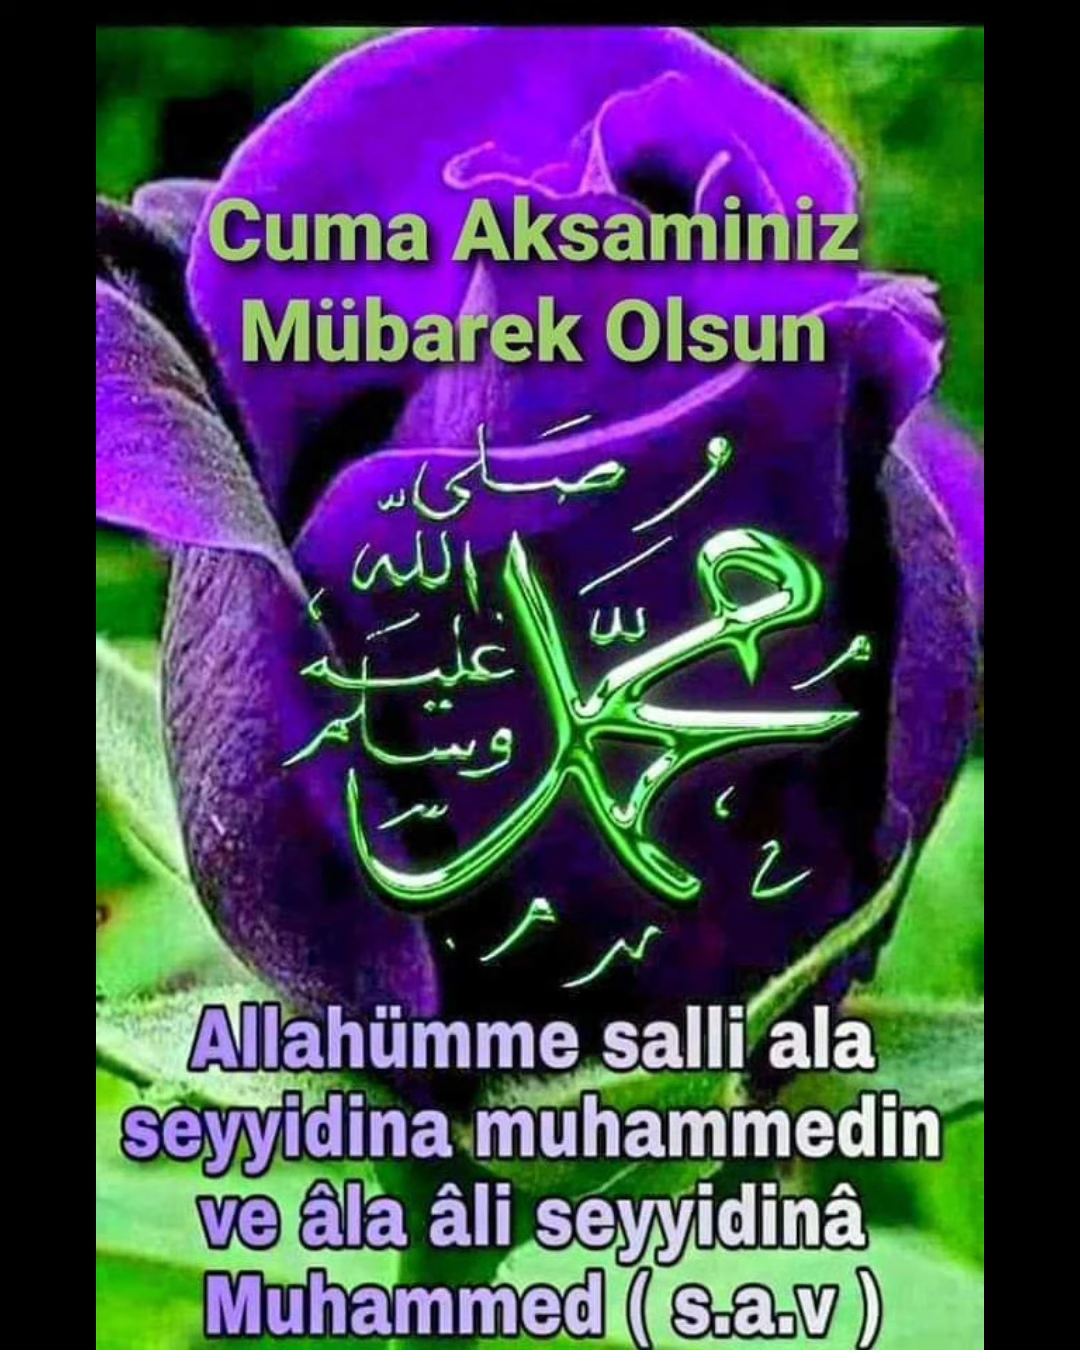 Cuma Aksaminiz
Mübarek Olsun
محمد
صلى
الله
عليه
وسلم
Allahümme salli ala
seyyidina muhammedin
ve âla âli seyyidinâ
Muhammed ( s.a.v )